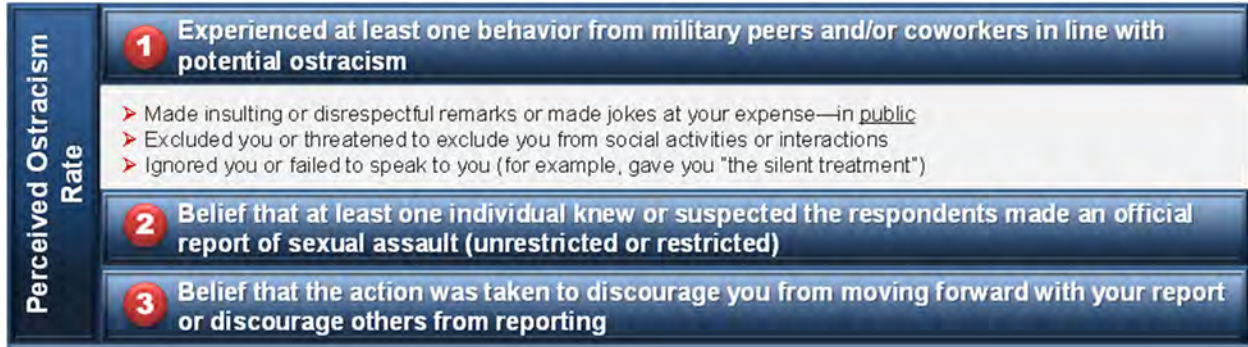 Perceived Ostracism
Rate
1 Experienced at least one behavior from military peers and/or coworkers in line with
potential ostracism
➤ Made insulting or disrespectful remarks or made jokes at your expense—in public
➤ Excluded you or threatened to exclude you from social activities or interactions
➤ Ignored you or failed to speak to you (for example, gave you "the silent treatment")
2 Belief that at least one individual knew or suspected the respondents made an official
report of sexual assault (unrestricted or restricted)
3 Belief that the action was taken to discourage you from moving forward with your report
or discourage others from reporting